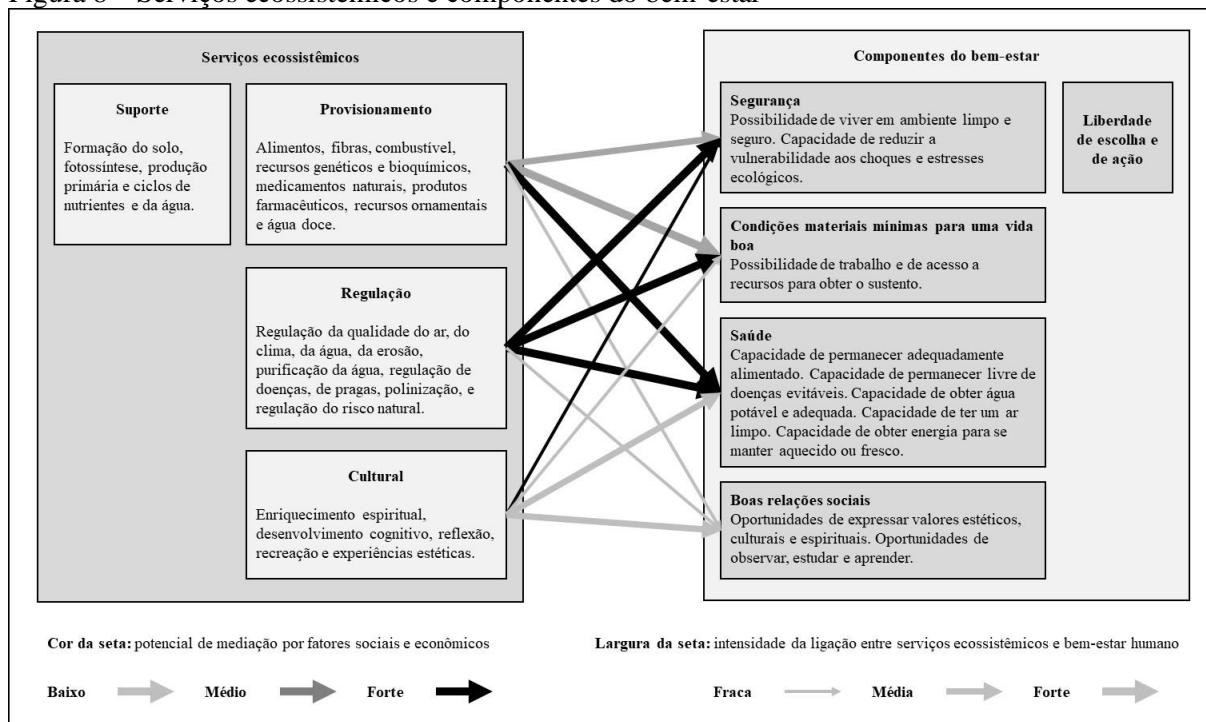 Figura 8 – Serviços ecossistêmicos e componentes do bem-estar
Serviços ecossistêmicos
Suporte
Formação do solo,
fotossíntese, produção
primária e ciclos de
nutrientes e da água.
Provisionamento
Alimentos, fibras, combustível,
recursos genéticos e bioquímicos,
medicamentos naturais, produtos
farmacêuticos, recursos ornamentais
e água doce.
Regulação
Regulação da qualidade do ar, do
clima, da água, da erosão,
purificação da água, regulação de
doenças, de pragas, polinização, e
regulação do risco natural.
Cultural
Enriquecimento espiritual,
desenvolvimento cognitivo, reflexão,
recreação e experiências estéticas.
Componentes do bem-estar
Segurança
Possibilidade de viver em ambiente limpo e
seguro. Capacidade de reduzir a
vulnerabilidade aos choques e estresses
ecológicos.
Condições materiais mínimas para uma vida
boa
Possibilidade de trabalho e de acesso a
recursos para obter o sustento.
Saúde
Capacidade de permanecer adequadamente
alimentado. Capacidade de permanecer livre de
doenças evitáveis. Capacidade de obter água
potável e adequada. Capacidade de ter um ar
limpo. Capacidade de obter energia para se
manter aquecido ou fresco.
Boas relações sociais
Oportunidades de expressar valores estéticos,
culturais e espirituais. Oportunidades de
observar, estudar e aprender.
Liberdade
de escolha e
de ação
Cor da seta: potencial de mediação por fatores sociais e econômicos
Baixo Médio Forte
Largura da seta: intensidade da ligação entre serviços ecossistêmicos e bem-estar humano
Fraca Média Forte